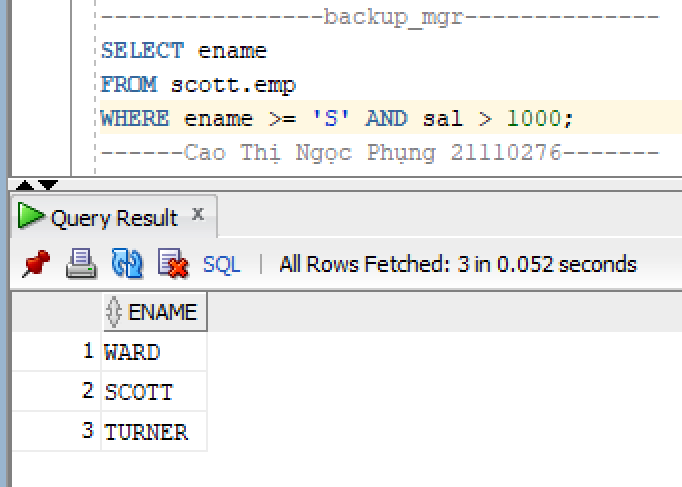 ----------------backup_mgr--------------
SELECT ename
FROM scott.emp
WHERE ename >= 'S' AND sal > 1000;
------Cao Thị Ngọc Phụng 21110276-------
Query Result x
SQL | All Rows Fetched: 3 in 0.052 seconds
ENAME
1 WARD
2 SCOTT
3 TURNER